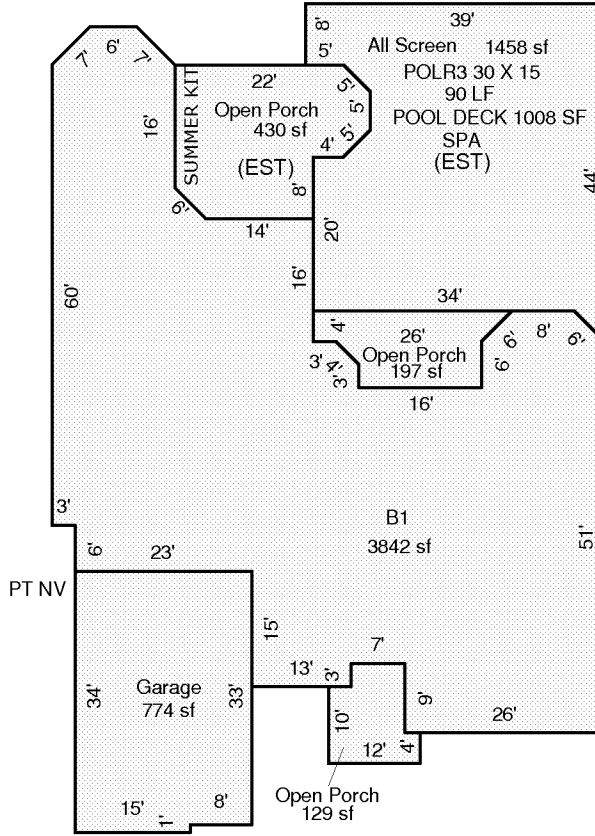 39'
8'
5'
All Screen 1458 sf
POLR3 30 X 15
90 LF
POOL DECK 1008 SF
SPA
(EST)
44'
7'
6'
7'
22'
5'
5'
5'
4'
Open Porch
430 sf
(EST)
SUMMER KIT
16'
8'
6'
14'
20'
16'
60'
34'
4'
26'
Open Porch
197 sf
6'
8'
6'
6'
3'
4'
3'
16'
B1
3842 sf
51'
3'
6'
23'
PT NV
15'
7'
13'
3'
Garage
774 sf
34'
33'
10'
9'
26'
12'
4'
Open Porch
129 sf
15'
1'
8'